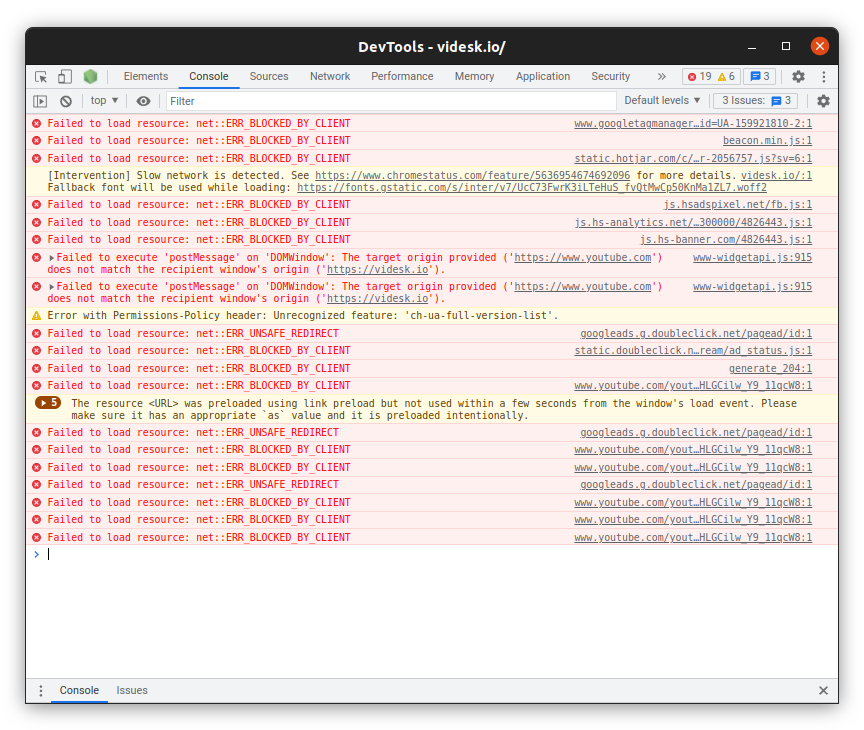 DevTools - videsk.io/
Elements Console Sources Network Performance Memory Application Security » 19 6 3
top ▼ Filter Default levels ▼ 3 Issues: 3
Failed to load resource: net::ERR_BLOCKED_BY_CLIENT www.googletagmanager…id=UA-159921810-2:1
Failed to load resource: net::ERR_BLOCKED_BY_CLIENT beacon.min.js:1
Failed to load resource: net::ERR_BLOCKED_BY_CLIENT static.hotjar.com/c/…r-2056757.js?sv=6:1
[Intervention] Slow network is detected. See https://www.chromestatus.com/feature/5636954674692096 for more details. videsk.io/:1
Fallback font will be used while loading: https://fonts.gstatic.com/s/inter/v7/UcC73FwrK3iLTeHuS_fvQtMwCp50KnMa1ZL7.woff2
Failed to load resource: net::ERR_BLOCKED_BY_CLIENT js.hsadspixel.net/fb.js:1
Failed to load resource: net::ERR_BLOCKED_BY_CLIENT js.hs-analytics.net/…300000/4826443.js:1
Failed to load resource: net::ERR_BLOCKED_BY_CLIENT js.hs-banner.com/4826443.js:1
Failed to execute 'postMessage' on 'DOMWindow': The target origin provided ('https://www.youtube.com') www-widgetapi.js:915
does not match the recipient window's origin ('https://videsk.io').
Failed to execute 'postMessage' on 'DOMWindow': The target origin provided ('https://www.youtube.com') www-widgetapi.js:915
does not match the recipient window's origin ('https://videsk.io').
Error with Permissions-Policy header: Unrecognized feature: 'ch-ua-full-version-list'.
Failed to load resource: net::ERR_UNSAFE_REDIRECT googleads.g.doubleclick.net/pagead/id:1
Failed to load resource: net::ERR_BLOCKED_BY_CLIENT static.doubleclick.n…ream/ad_status.js:1
Failed to load resource: net::ERR_BLOCKED_BY_CLIENT generate_204:1
Failed to load resource: net::ERR_BLOCKED_BY_CLIENT www.youtube.com/yout…HLGCilw_Y9_11qcW8:1
5 The resource <URL> was preloaded using link preload but not used within a few seconds from the window's load event. Please
make sure it has an appropriate `as` value and it is preloaded intentionally.
Failed to load resource: net::ERR_UNSAFE_REDIRECT googleads.g.doubleclick.net/pagead/id:1
Failed to load resource: net::ERR_BLOCKED_BY_CLIENT www.youtube.com/yout…HLGCilw_Y9_11qcW8:1
Failed to load resource: net::ERR_BLOCKED_BY_CLIENT www.youtube.com/yout…HLGCilw_Y9_11qcW8:1
Failed to load resource: net::ERR_UNSAFE_REDIRECT googleads.g.doubleclick.net/pagead/id:1
Failed to load resource: net::ERR_BLOCKED_BY_CLIENT www.youtube.com/yout…HLGCilw_Y9_11qcW8:1
Failed to load resource: net::ERR_BLOCKED_BY_CLIENT www.youtube.com/yout…HLGCilw_Y9_11qcW8:1
Failed to load resource: net::ERR_BLOCKED_BY_CLIENT www.youtube.com/yout…HLGCilw_Y9_11qcW8:1
Console Issues